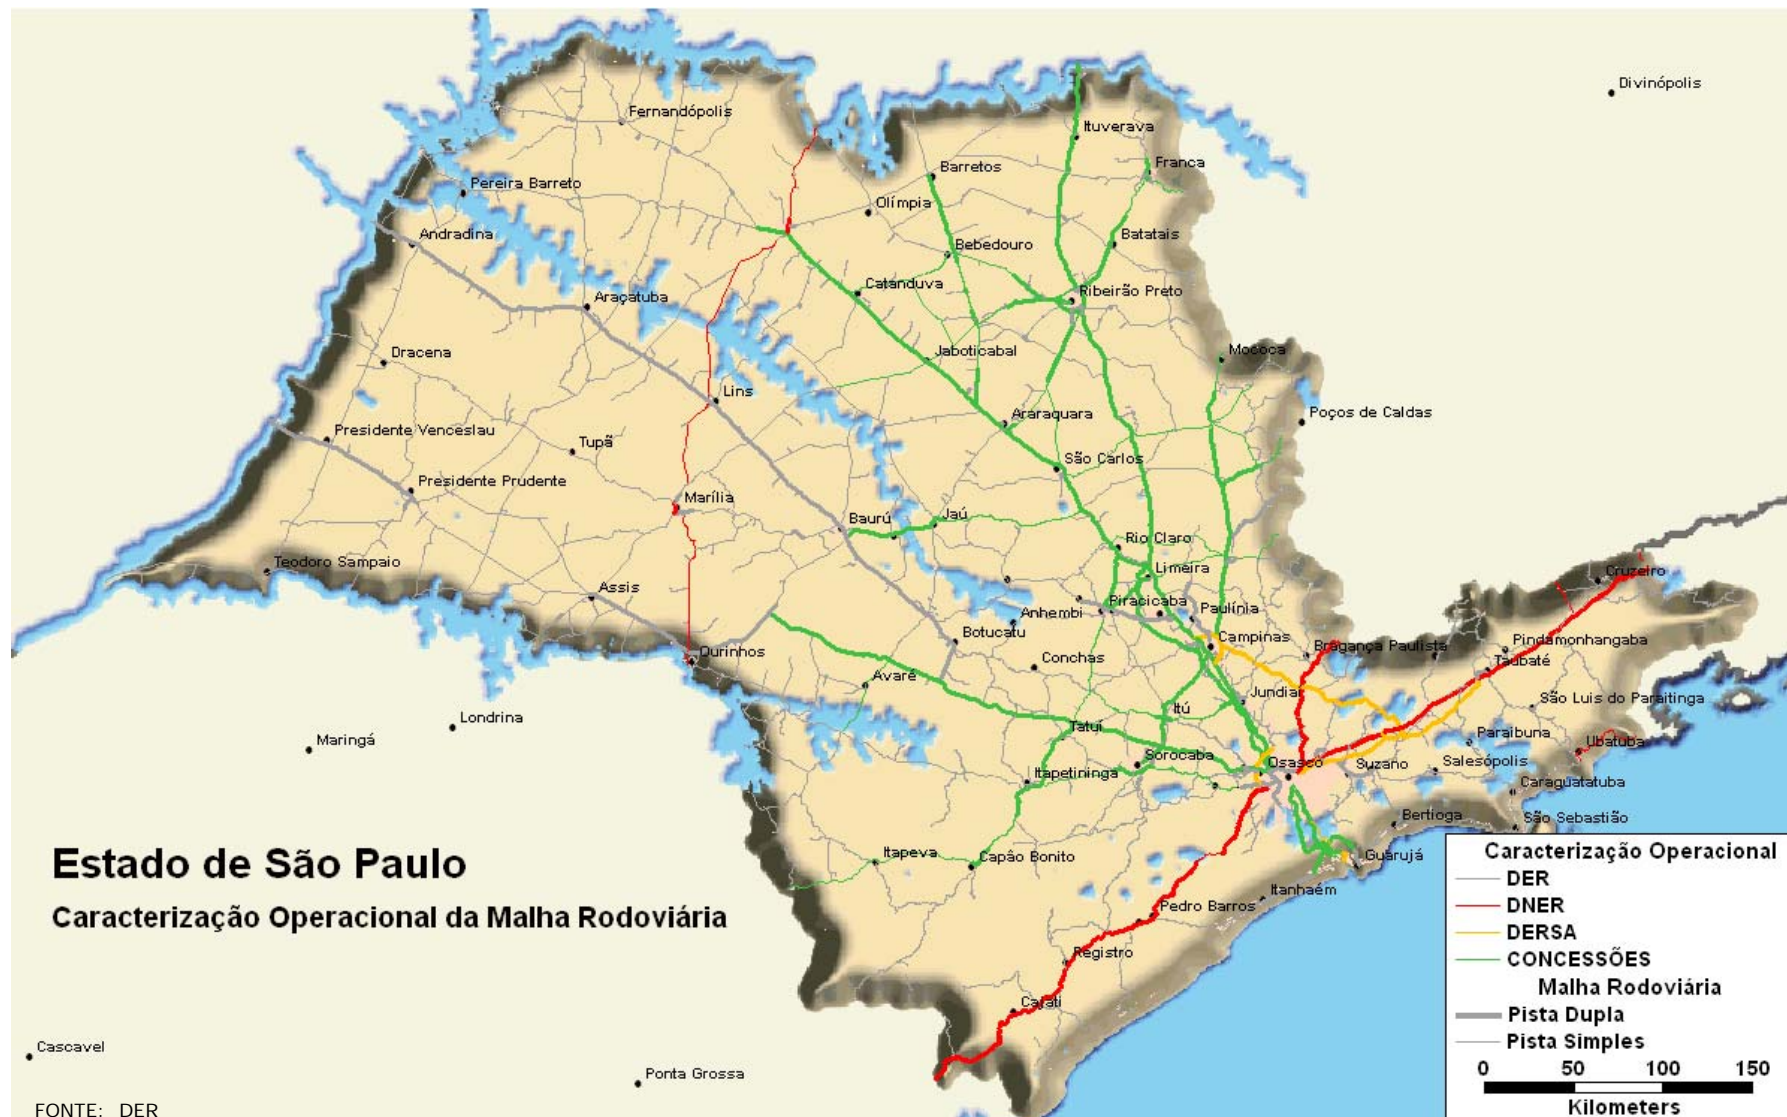 Divinópolis
Fernandópolis
Ituverava
Franca
Barretos
Pereira Barreto
Olímpia
Andradina
Bebedouro
Batatais
Catanduva
Ribeirão Preto
Araçatuba
Dracena
Jaboticabal
Mococa
Lins
Araraquara
Poços de Caldas
Presidente Venceslau
Tupã
São Carlos
Presidente Prudente
Marília
Baurú
Jaú
Rio Claro
Teodoro Sampaio
Limeira
Cruzeiro
Assis
Anhembi
Piracicaba
Paulínia
Botucatu
Campinas
Bragança Paulista
Pindamonhangaba
Ourinhos
Conchas
Taubaté
Avaré
Jundiaí
São Luis do Paraitinga
Londrina
Itú
Maringá
Tatuí
Paraibuna
Ubatuba
Sorocaba
Osasco
Suzano
Salesópolis
Itapetininga
Caraguatatuba
Bertioga
São Sebastião
Estado de São Paulo
Itapeva
Capão Bonito
Guarujá
Itanhaém
Caracterização Operacional da Malha Rodoviária
Pedro Barros
Registro
Cajati
Cascavel
Ponta Grossa
Caracterização Operacional
DER
DNER
DERSA
CONCESSÕES
Malha Rodoviária
Pista Dupla
Pista Simples
0 50 100 150
Kilometers
FONTE: DER